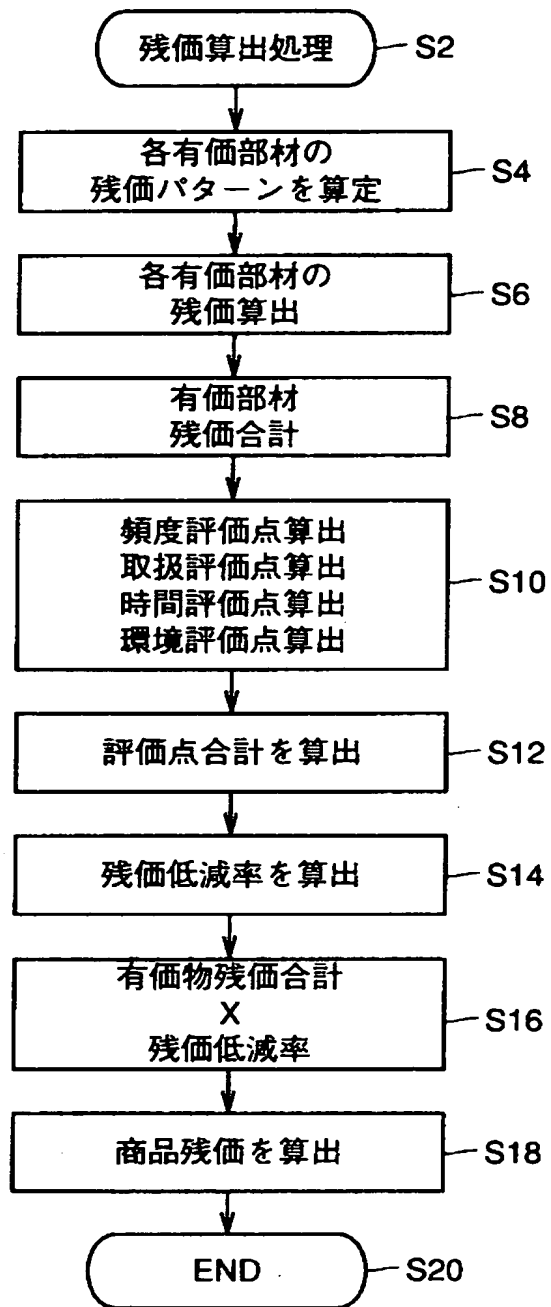 残価算出処理 S2
各有価部材の
残価パターンを算定 S4
各有価部材の
残価算出 S6
有価部材
残価合計 S8
頻度評価点算出
取扱評価点算出
時間評価点算出
環境評価点算出 S10
評価点合計を算出 S12
残価低減率を算出 S14
有価物残価合計
X
残価低減率 S16
商品残価を算出 S18
END S20